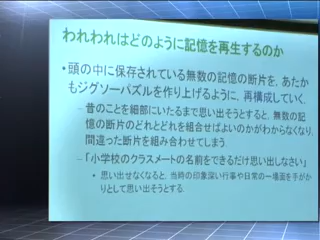 われわれはどのように記憶を再生するのか
・頭の中に保存されている無数の記憶の断片を, あたか
もジグソーパズルを作り上げるように, 再構成していく.
– 昔のことを細部にいたるまで思い出そうとすると, 無数の記
憶の断片のどれとどれを組合せばよいのかがわからなくなり,
間違った断片を組み合わせてしまう.
– 「小学校のクラスメートの名前をできるだけ思い出しなさい」
• 思い出せなくなると, 当時の印象深い行事や日常の一場面を手がか
りとして思い出そうとする.